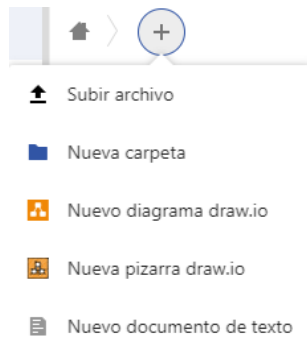 Subir archivo
Nueva carpeta
Nuevo diagrama draw.io
Nueva pizarra draw.io
Nuevo documento de texto